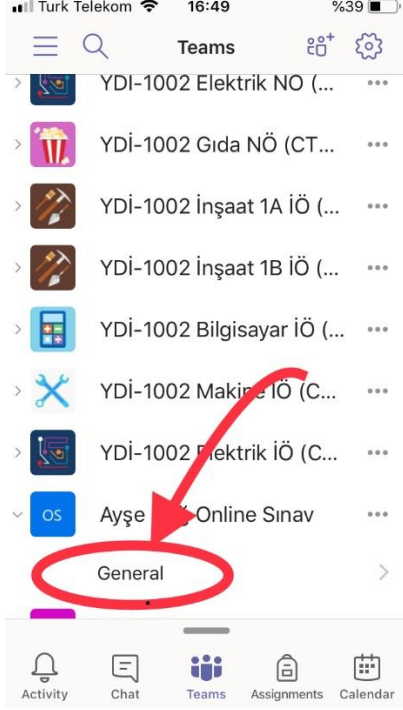 Turk Telekom 16:49 %39
Teams
YDİ-1002 Elektrik NÖ (...
YDİ-1002 Gıda NÖ (CT...
YDİ-1002 İnşaat 1A İÖ (...
YDİ-1002 İnşaat 1B İÖ (...
YDİ-1002 Bilgisayar İÖ (...
YDİ-1002 Makine İÖ (C...
YDİ-1002 Elektrik İÖ (C...
OS Ayşe Online Sınav
General
Activity Chat Teams Assignments Calendar